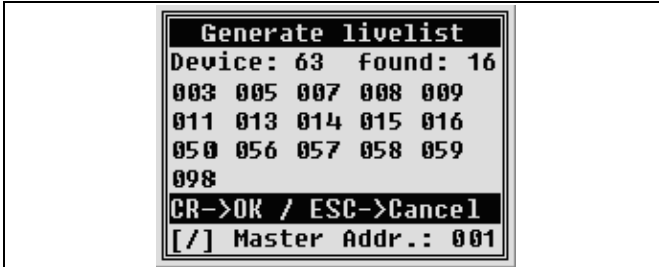 Generate livelist
Device: 63 found: 16
003 005 007 008 009
011 013 014 015 016
050 056 057 058 059
098
CR->OK / ESC->Cancel
[/] Master Addr.: 001